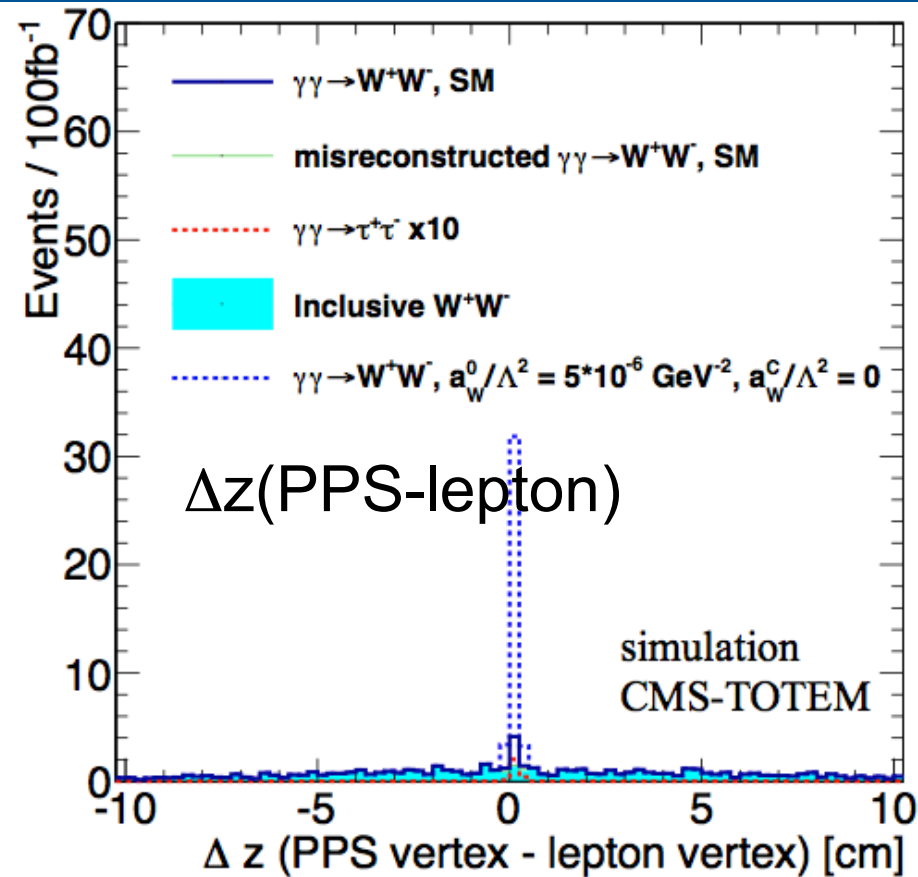 70
60
50
40
30
20
10
0
Events / 100fb⁻¹
γγ→W⁺W⁻, SM
misreconstructed γγ→W⁺W⁻, SM
γγ→τ⁺τ⁻ x10
Inclusive W⁺W⁻
γγ→W⁺W⁻, a⁰_W/Λ² = 5*10⁻⁶ GeV⁻², a^C_W/Λ² = 0
Δz(PPS-lepton)
simulation
CMS-TOTEM
-10 -5 0 5 10
Δ z (PPS vertex - lepton vertex) [cm]